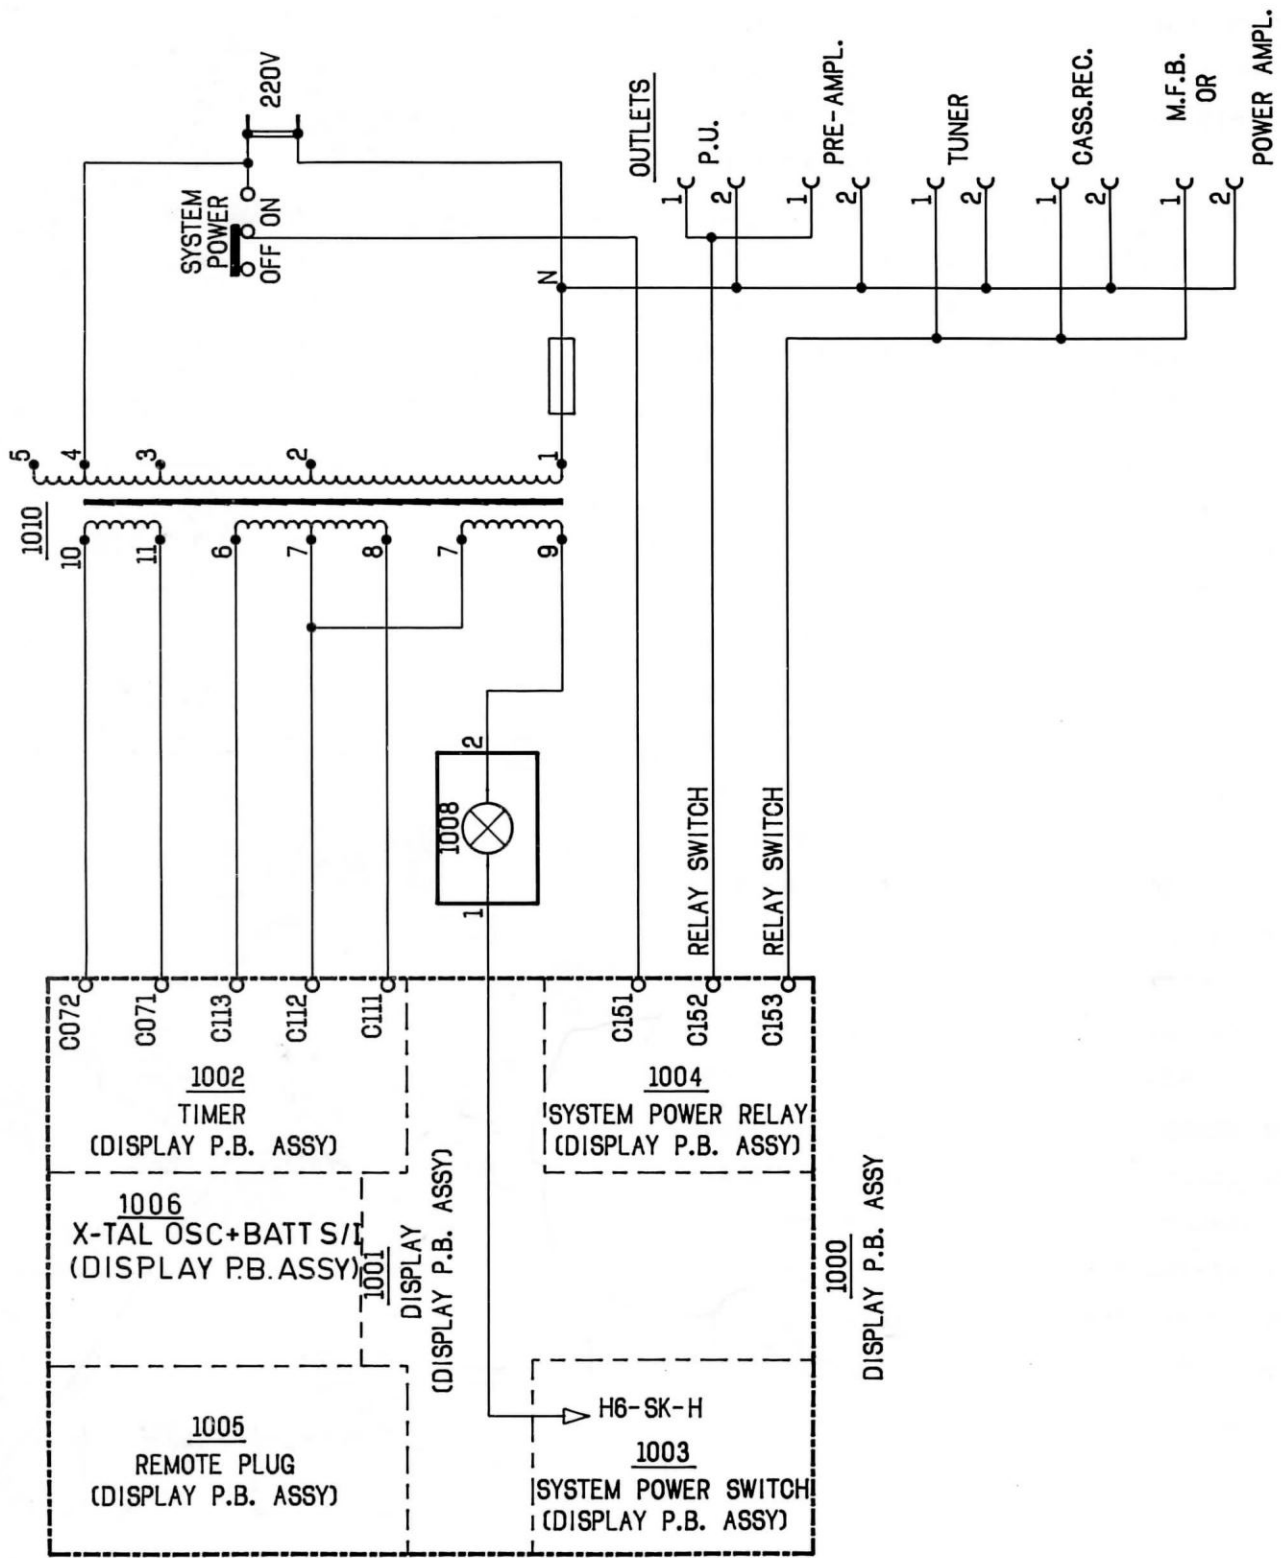 220V
SYSTEM
POWER
OFF ON
N
5
4
3
2
1
1010
10
11
6
7
8
7
9
OUTLETS
P.U.
1
2
PRE-AMPL.
1
2
TUNER
1
2
CASS.REC.
1
2
M.F.B.
OR
POWER AMPL.
1
2
2
1008
1
RELAY SWITCH
RELAY SWITCH
C072
C071
C113
C112
C111
C151
C152
C153
1002
TIMER
(DISPLAY P.B. ASSY)
1004
SYSTEM POWER RELAY
(DISPLAY P.B. ASSY)
1006
X-TAL OSC+BATT S/I
(DISPLAY P.B. ASSY)
1001
DISPLAY
(DISPLAY P.B. ASSY)
1000
DISPLAY P.B. ASSY
1005
REMOTE PLUG
(DISPLAY P.B. ASSY)
H6-SK-H
1003
SYSTEM POWER SWITCH
(DISPLAY P.B. ASSY)